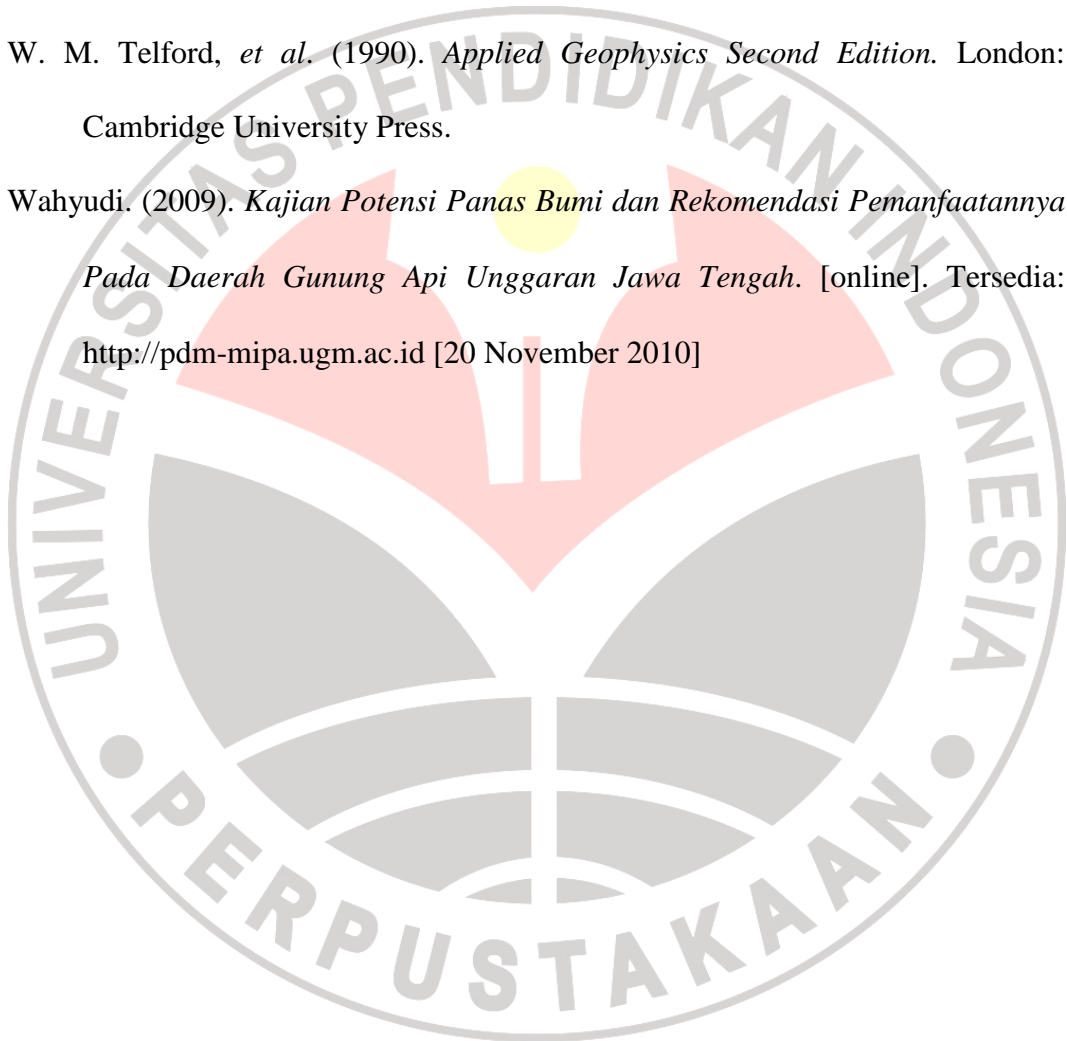 W. M. Telford, et al. (1990). Applied Geophysics Second Edition. London:
Cambridge University Press.
Wahyudi. (2009). Kajian Potensi Panas Bumi dan Rekomendasi Pemanfaatannya
Pada Daerah Gunung Api Unggaran Jawa Tengah. [online]. Tersedia:
http://pdm-mipa.ugm.ac.id [20 November 2010]
UNIVERSITAS PENDIDIKAN INDONESIA
PERPUSTAKAAN